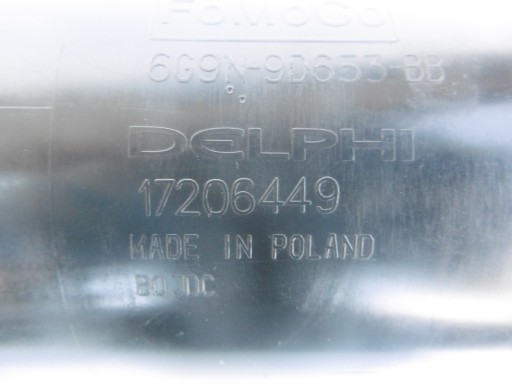 FoMoCo
6G9N-9D653-BB
DELPHI
17206449
MADE IN POLAND